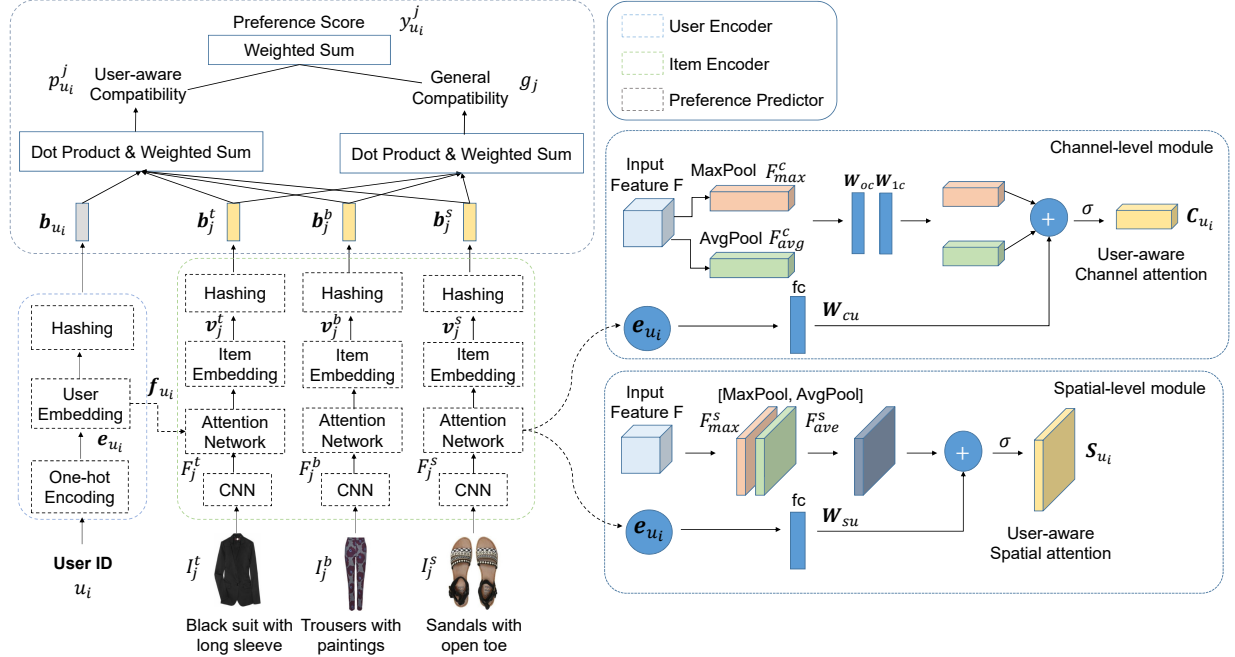 Preference Score y_{u_i}^j
Weighted Sum
p_{u_i}^j
User-aware
Compatibility
General
Compatibility
g_j
Dot Product & Weighted Sum
Dot Product & Weighted Sum
b_{u_i}
b_j^t
b_j^b
b_j^s
Hashing
Hashing
Hashing
Hashing
v_j^t
v_j^b
v_j^s
Item
Embedding
Item
Embedding
Item
Embedding
User
Embedding
f_{u_i}
Attention
Network
Attention
Network
Attention
Network
e_{u_i}
F_j^t
F_j^b
F_j^s
One-hot
Encoding
CNN
CNN
CNN
User ID
u_i
I_j^t
I_j^b
I_j^s
Black suit with
long sleeve
Trousers with
paintings
Sandals with
open toe
User Encoder
Item Encoder
Preference Predictor
Channel-level module
Input
Feature F
MaxPool F_{max}^c
AvgPool F_{avg}^c
W_{oc} W_{1c}
+
σ
C_{u_i}
User-aware
Channel attention
e_{u_i}
fc
W_{cu}
Spatial-level module
Input
Feature F
[MaxPool, AvgPool]
F_{max}^s
F_{ave}^s
+
σ
S_{u_i}
e_{u_i}
fc
W_{su}
User-aware
Spatial attention